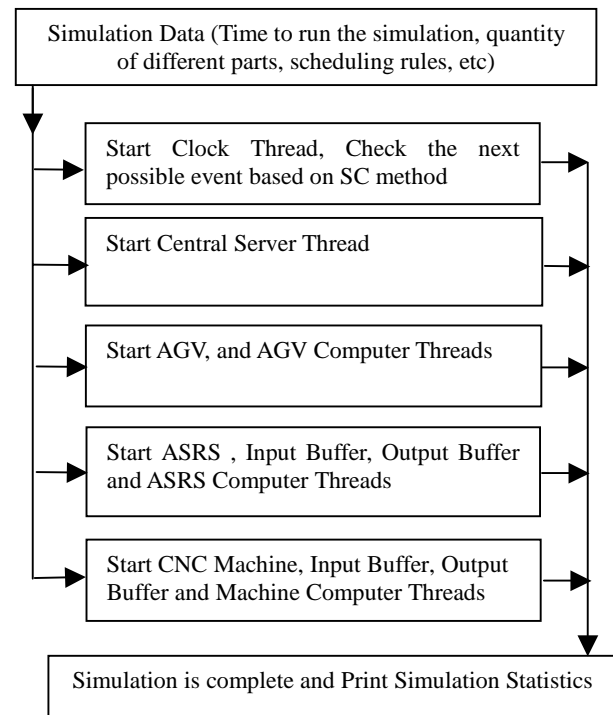 Simulation Data (Time to run the simulation, quantity
of different parts, scheduling rules, etc)
Start Clock Thread, Check the next
possible event based on SC method
Start Central Server Thread
Start AGV, and AGV Computer Threads
Start ASRS , Input Buffer, Output Buffer
and ASRS Computer Threads
Start CNC Machine, Input Buffer, Output
Buffer and Machine Computer Threads
Simulation is complete and Print Simulation Statistics